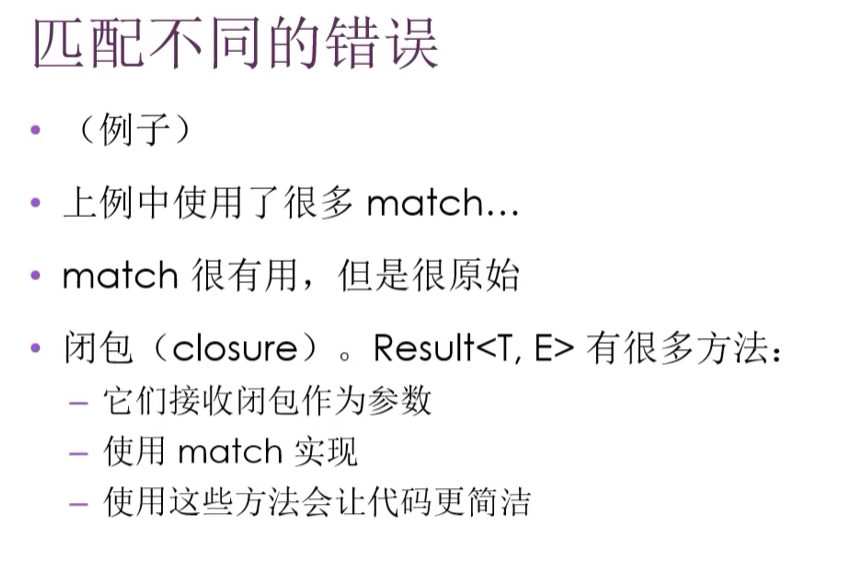 匹配不同的错误
• （例子）
• 上例中使用了很多 match…
• match 很有用，但是很原始
• 闭包（closure）。Result<T, E> 有很多方法：
– 它们接收闭包作为参数
– 使用 match 实现
– 使用这些方法会让代码更简洁